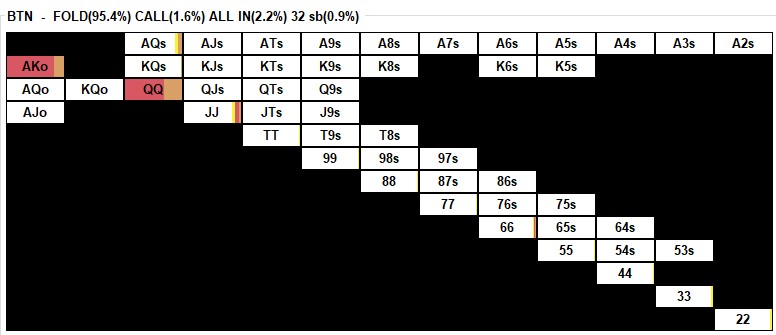 BTN - FOLD(95.4%) CALL(1.6%) ALL IN(2.2%) 32 sb(0.9%)
AQs AJs ATs A9s A8s A7s A6s A5s A4s A3s A2s
AKo KQs KJs KTs K9s K8s K6s K5s
AQo KQo QQ QJs QTs Q9s
AJo JJ JTs J9s
TT T9s T8s
99 98s 97s
88 87s 86s
77 76s 75s
66 65s 64s
55 54s 53s
44
33
22